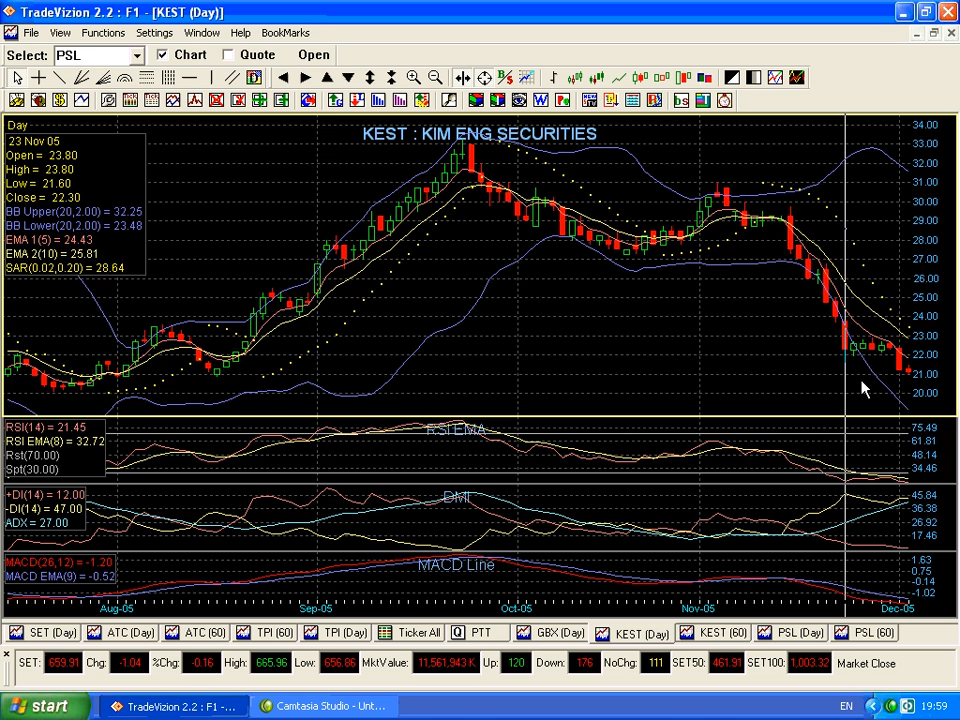 TradeVizion 2.2 : F1 - [KEST (Day)]
File View Functions Settings Window Help BookMarks
Select: PSL Chart Quote Open
Day
23 Nov 05
Open = 23.80
High = 23.80
Low = 21.60
Close = 22.30
BB Upper(20,2.00) = 32.25
BB Lower(20,2.00) = 23.48
EMA 1(5) = 24.43
EMA 2(10) = 25.81
SAR(0.02,0.20) = 28.64
KEST : KIM ENG SECURITIES
34.00
33.00
32.00
31.00
30.00
29.00
28.00
27.00
26.00
25.00
24.00
23.00
22.00
21.00
20.00
RSI(14) = 21.45
RSI EMA(8) = 32.72
Rst(70.00)
Spt(30.00)
RSI EMA
75.49
61.81
48.14
34.46
+DI(14) = 12.00
-DI(14) = 47.00
ADX = 27.00
DMI
45.84
36.38
26.92
17.46
MACD(26,12) = -1.20
MACD EMA(9) = -0.52
MACD Line
1.63
0.75
-0.14
-1.02
Aug-05 Sep-05 Oct-05 Nov-05 Dec-05
SET (Day) ATC (Day) ATC (60) TPI (60) TPI (Day) Ticker All PTT GBX (Day) KEST (Day) KEST (60) PSL (Day) PSL (60)
SET: 659.91 Chg: -1.04 %Chg: -0.16 High: 665.96 Low: 656.86 MktValue: 11,561,943 K Up: 120 Down: 176 NoChg: 111 SET50: 461.91 SET100: 1,003.32 Market Close
start TradeVizion 2.2 : F1 -... Camtasia Studio - Unt... EN 19:59